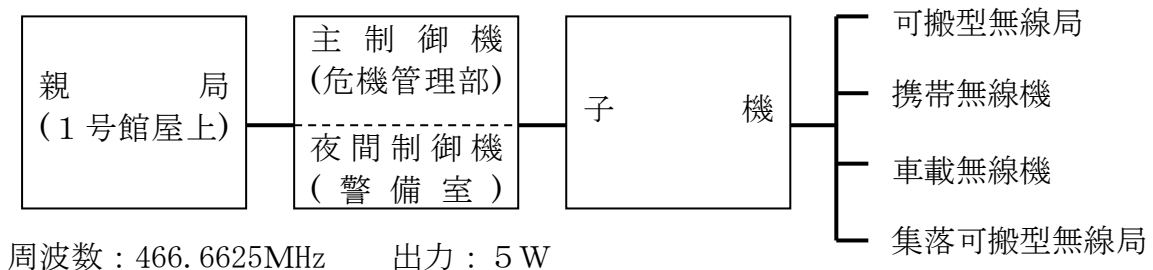 親局
(１号館屋上)
主制御機
(危機管理部)
夜間制御機
(警備室)
子機
可搬型無線局
携帯無線機
車載無線機
集落可搬型無線局
周波数：466.6625MHz　出力：５W